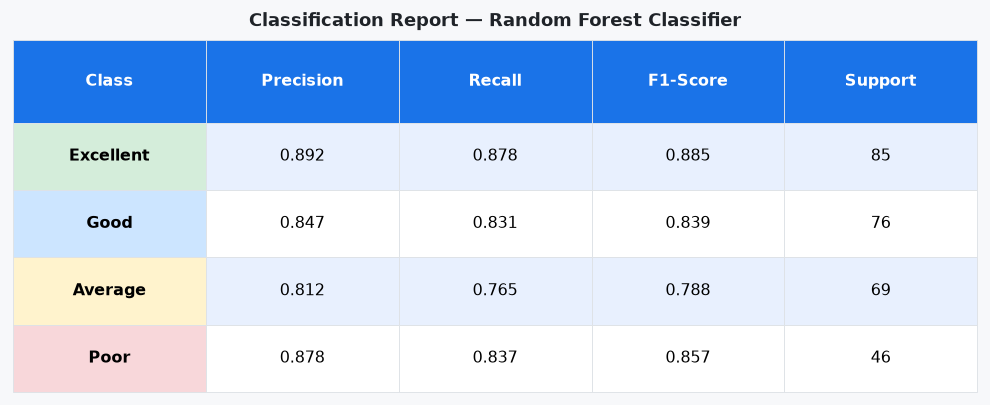 Classification Report — Random Forest Classifier
Class Precision Recall F1-Score Support
Excellent 0.892 0.878 0.885 85
Good 0.847 0.831 0.839 76
Average 0.812 0.765 0.788 69
Poor 0.878 0.837 0.857 46